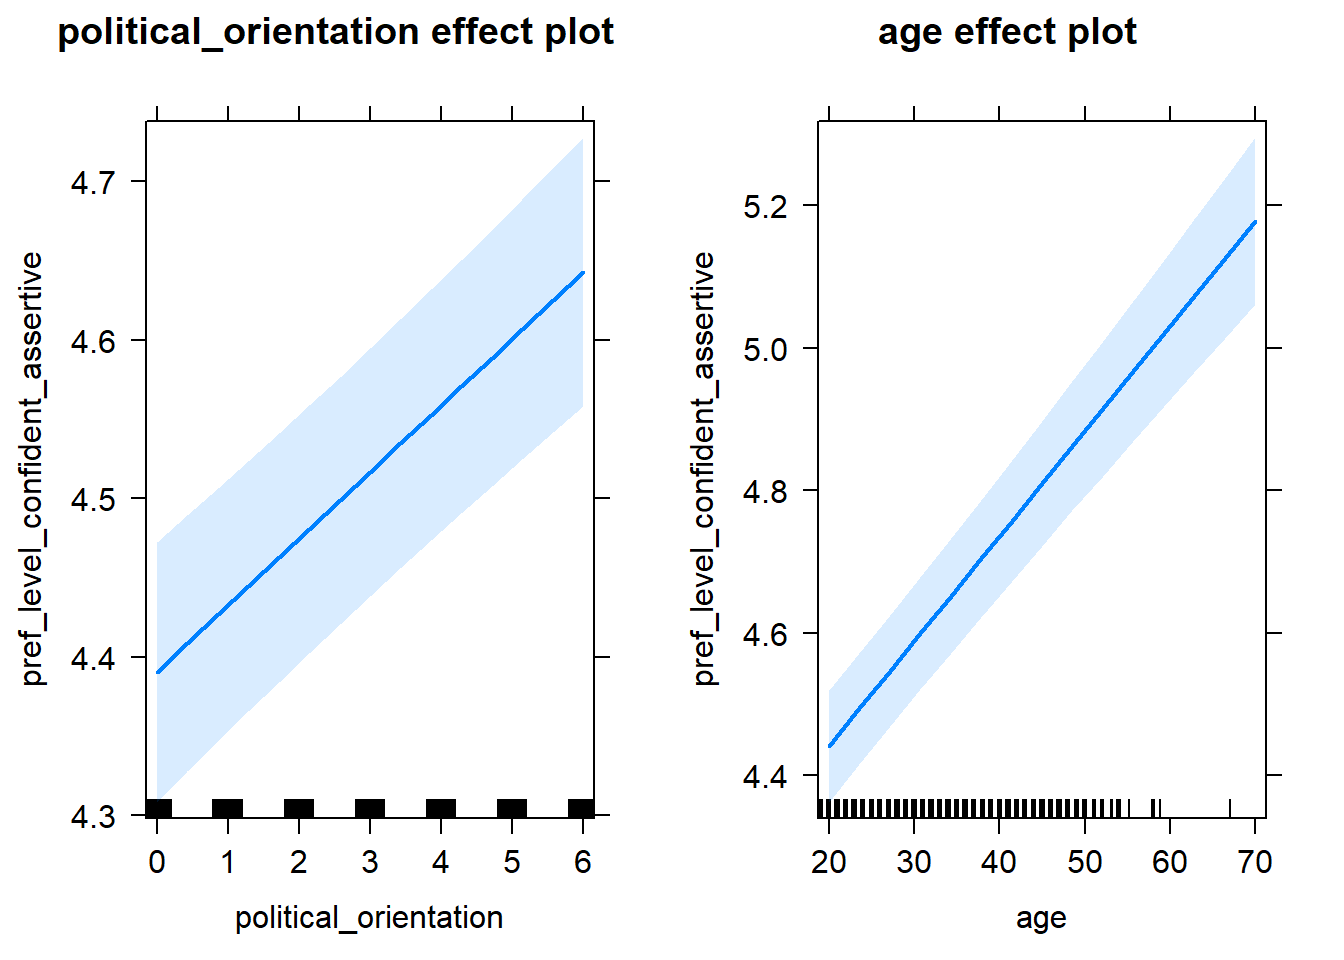 political_orientation effect plot
pref_level_confident_assertive
4.7
4.6
4.5
4.4
4.3
0 1 2 3 4 5 6
political_orientation
age effect plot
pref_level_confident_assertive
5.2
5.0
4.8
4.6
4.4
20 30 40 50 60 70
age